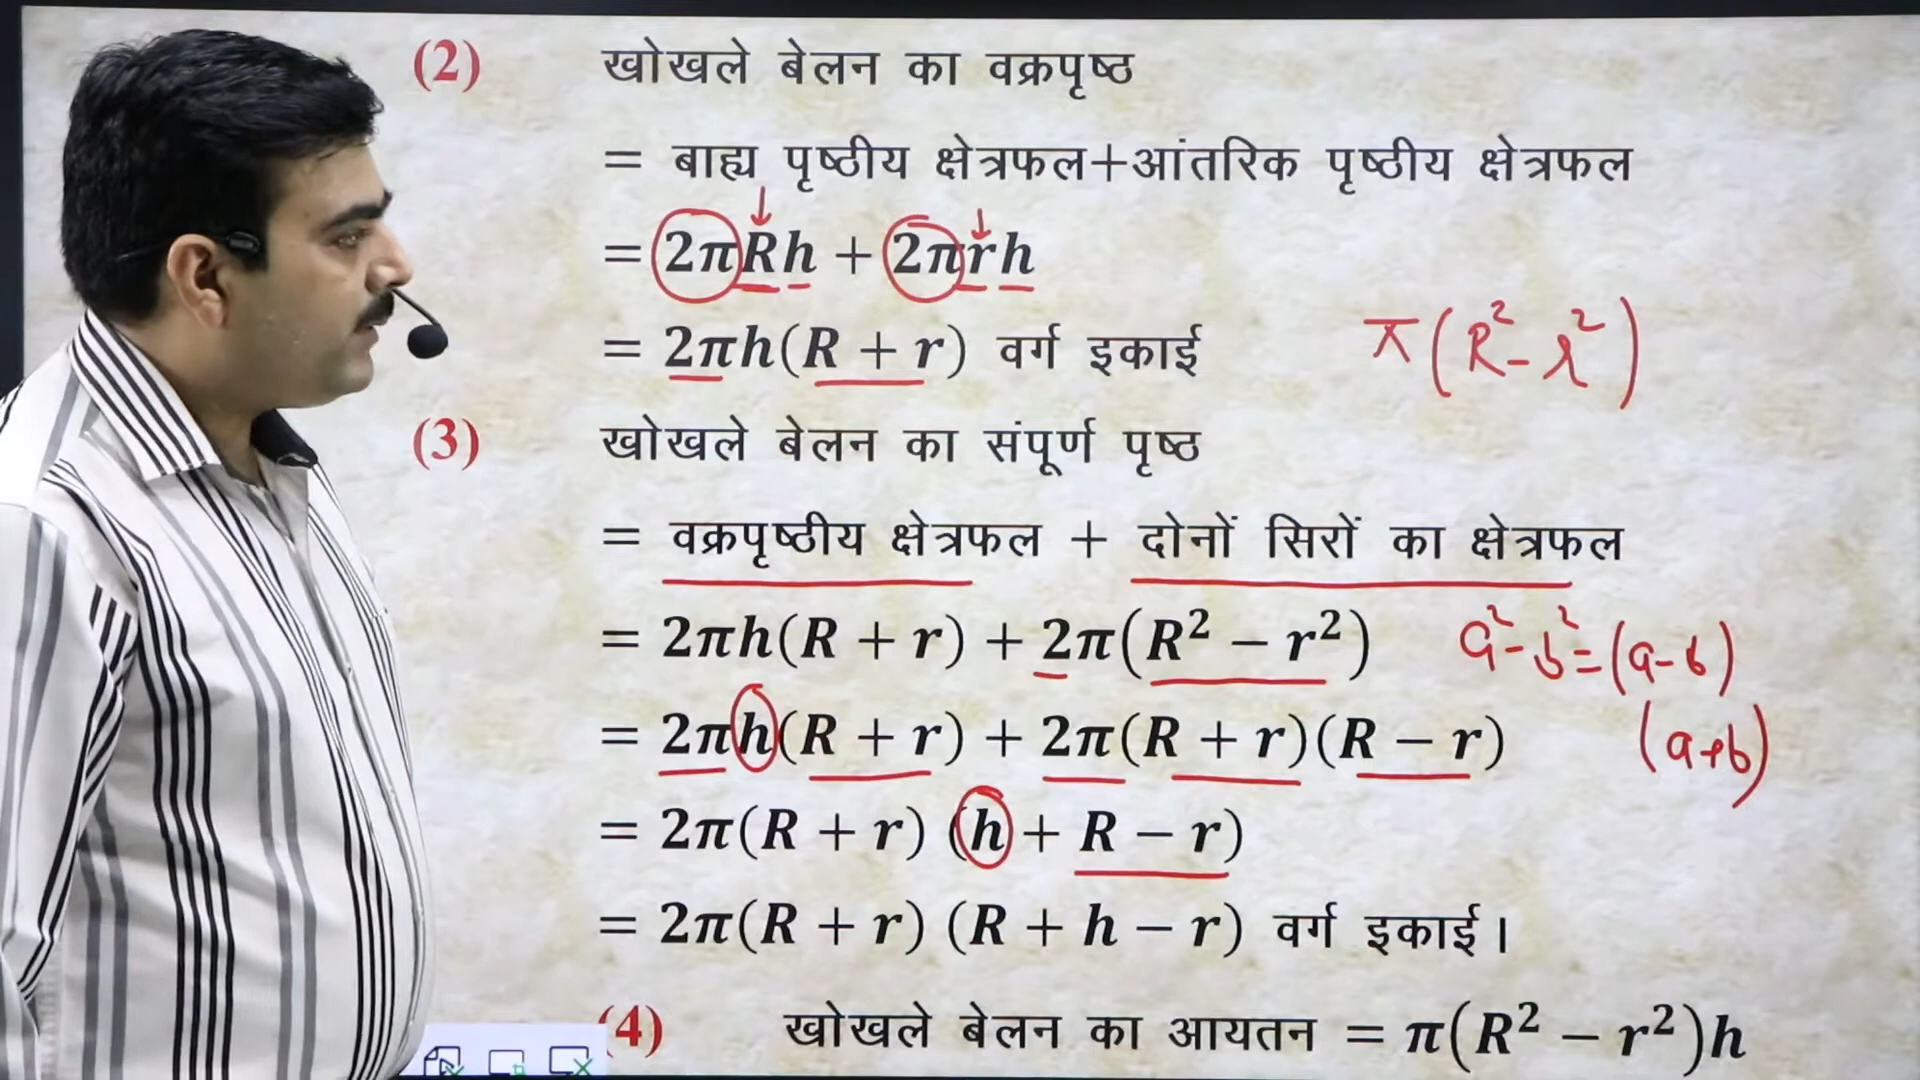 (2) खोखले बेलन का वक्रपृष्ठ
= बाह्य पृष्ठीय क्षेत्रफल+आंतरिक पृष्ठीय क्षेत्रफल
= 2πRh + 2πrh
= 2πh(R + r) वर्ग इकाई
π(R² - r²)
(3) खोखले बेलन का संपूर्ण पृष्ठ
= वक्रपृष्ठीय क्षेत्रफल + दोनों सिरों का क्षेत्रफल
= 2πh(R + r) + 2π(R² − r²)
a² - b² = (a - b)
= 2πh(R + r) + 2π(R + r)(R − r)
(a+b)
= 2π(R + r) (h + R − r)
= 2π(R + r) (R + h − r) वर्ग इकाई।
(4) खोखले बेलन का आयतन = π(R² − r²)h